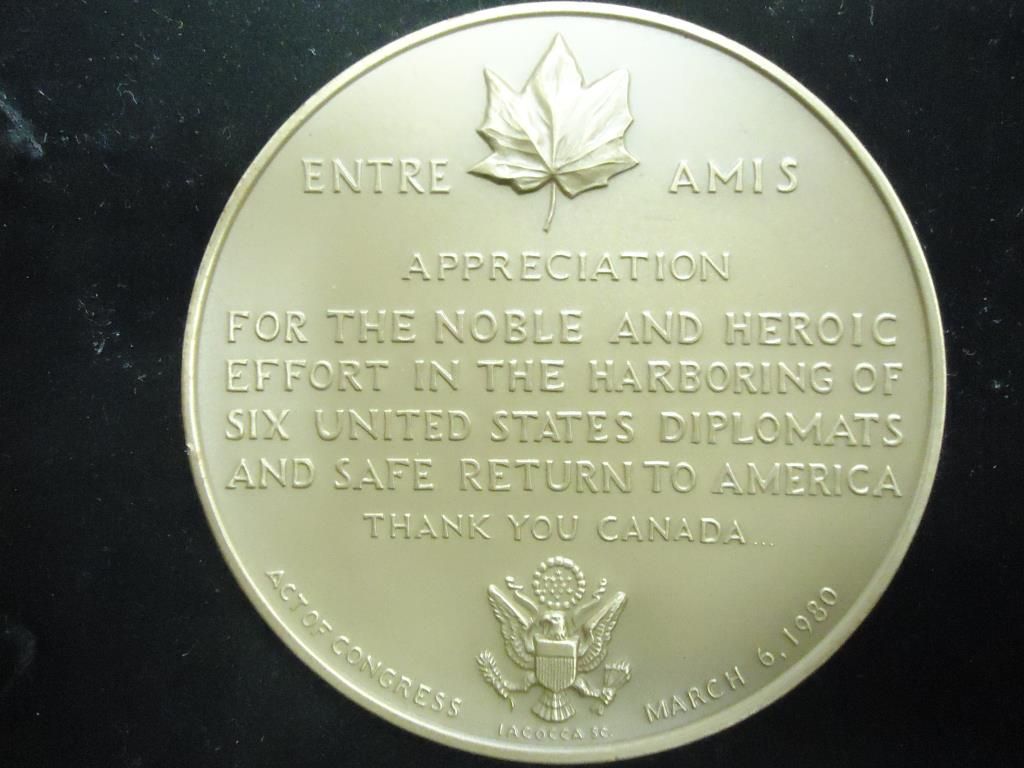 ENTRE AMIS
APPRECIATION
FOR THE NOBLE AND HEROIC
EFFORT IN THE HARBORING OF
SIX UNITED STATES DIPLOMATS
AND SAFE RETURN TO AMERICA
THANK YOU CANADA...
ACT OF CONGRESS MARCH 6, 1980
IACOCCA SC.